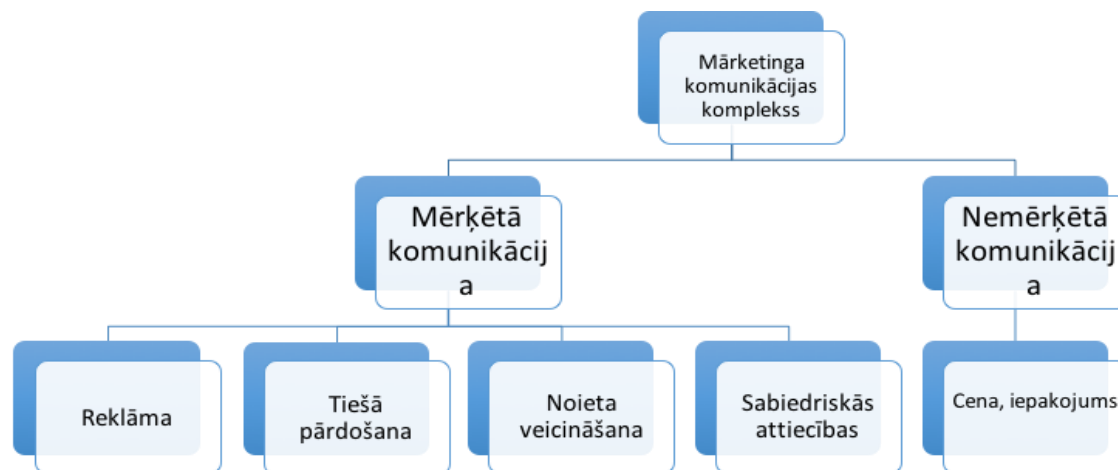 Mārketinga
komunikācijas
komplekss
Mērķētā
komunikācij
a
Nemērķētā
komunikācij
a
Reklāma
Tiešā
pārdošana
Noieta
veicināšana
Sabiedriskās
attiecības
Cena, iepakojums